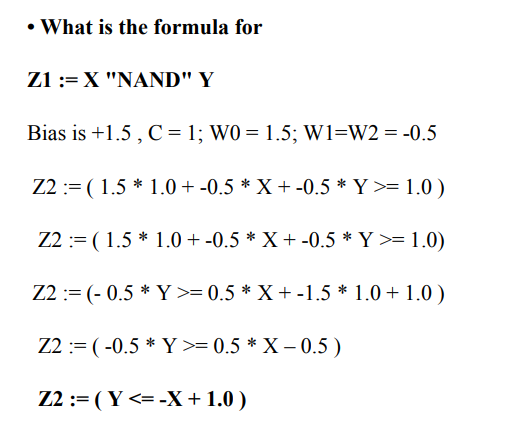 • What is the formula for
Z1 := X "NAND" Y
Bias is +1.5 , C = 1; W0 = 1.5; W1=W2 = -0.5
Z2 := ( 1.5 * 1.0 + -0.5 * X + -0.5 * Y >= 1.0 )
Z2 := ( 1.5 * 1.0 + -0.5 * X + -0.5 * Y >= 1.0)
Z2 := (- 0.5 * Y >= 0.5 * X + -1.5 * 1.0 + 1.0 )
Z2 := ( -0.5 * Y >= 0.5 * X – 0.5 )
Z2 := ( Y <= -X + 1.0 )